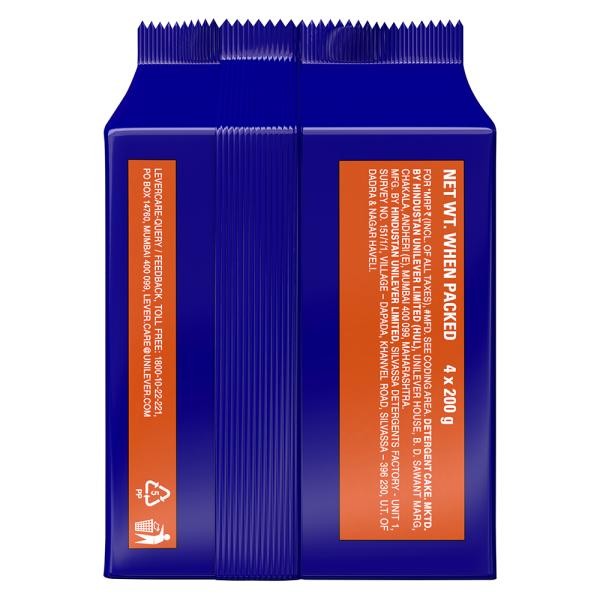 NET WT. WHEN PACKED 4 x 200 g
FOR *MRP ₹ (INCL. OF ALL TAXES), #MFD. SEE CODING AREA. DETERGENT CAKE. MKTD.
BY HINDUSTAN UNILEVER LIMITED (HUL), UNILEVER HOUSE, B. D. SAWANT MARG,
CHAKALA, ANDHERI (E), MUMBAI 400 099, MAHARASHTRA.
MFG. BY HINDUSTAN UNILEVER LIMITED, SILVASSA DETERGENTS FACTORY - UNIT 1,
SURVEY NO. 151/1/1, VILLAGE – DAPADA, KHANVEL ROAD, SILVASSA – 396 230, U.T. OF
DADRA & NAGAR HAVELI.
LEVERCARE-QUERY / FEEDBACK, TOLL FREE: 1800-10-22-221,
PO BOX 14760, MUMBAI 400 099, LEVER.CARE@UNILEVER.COM
5
PP